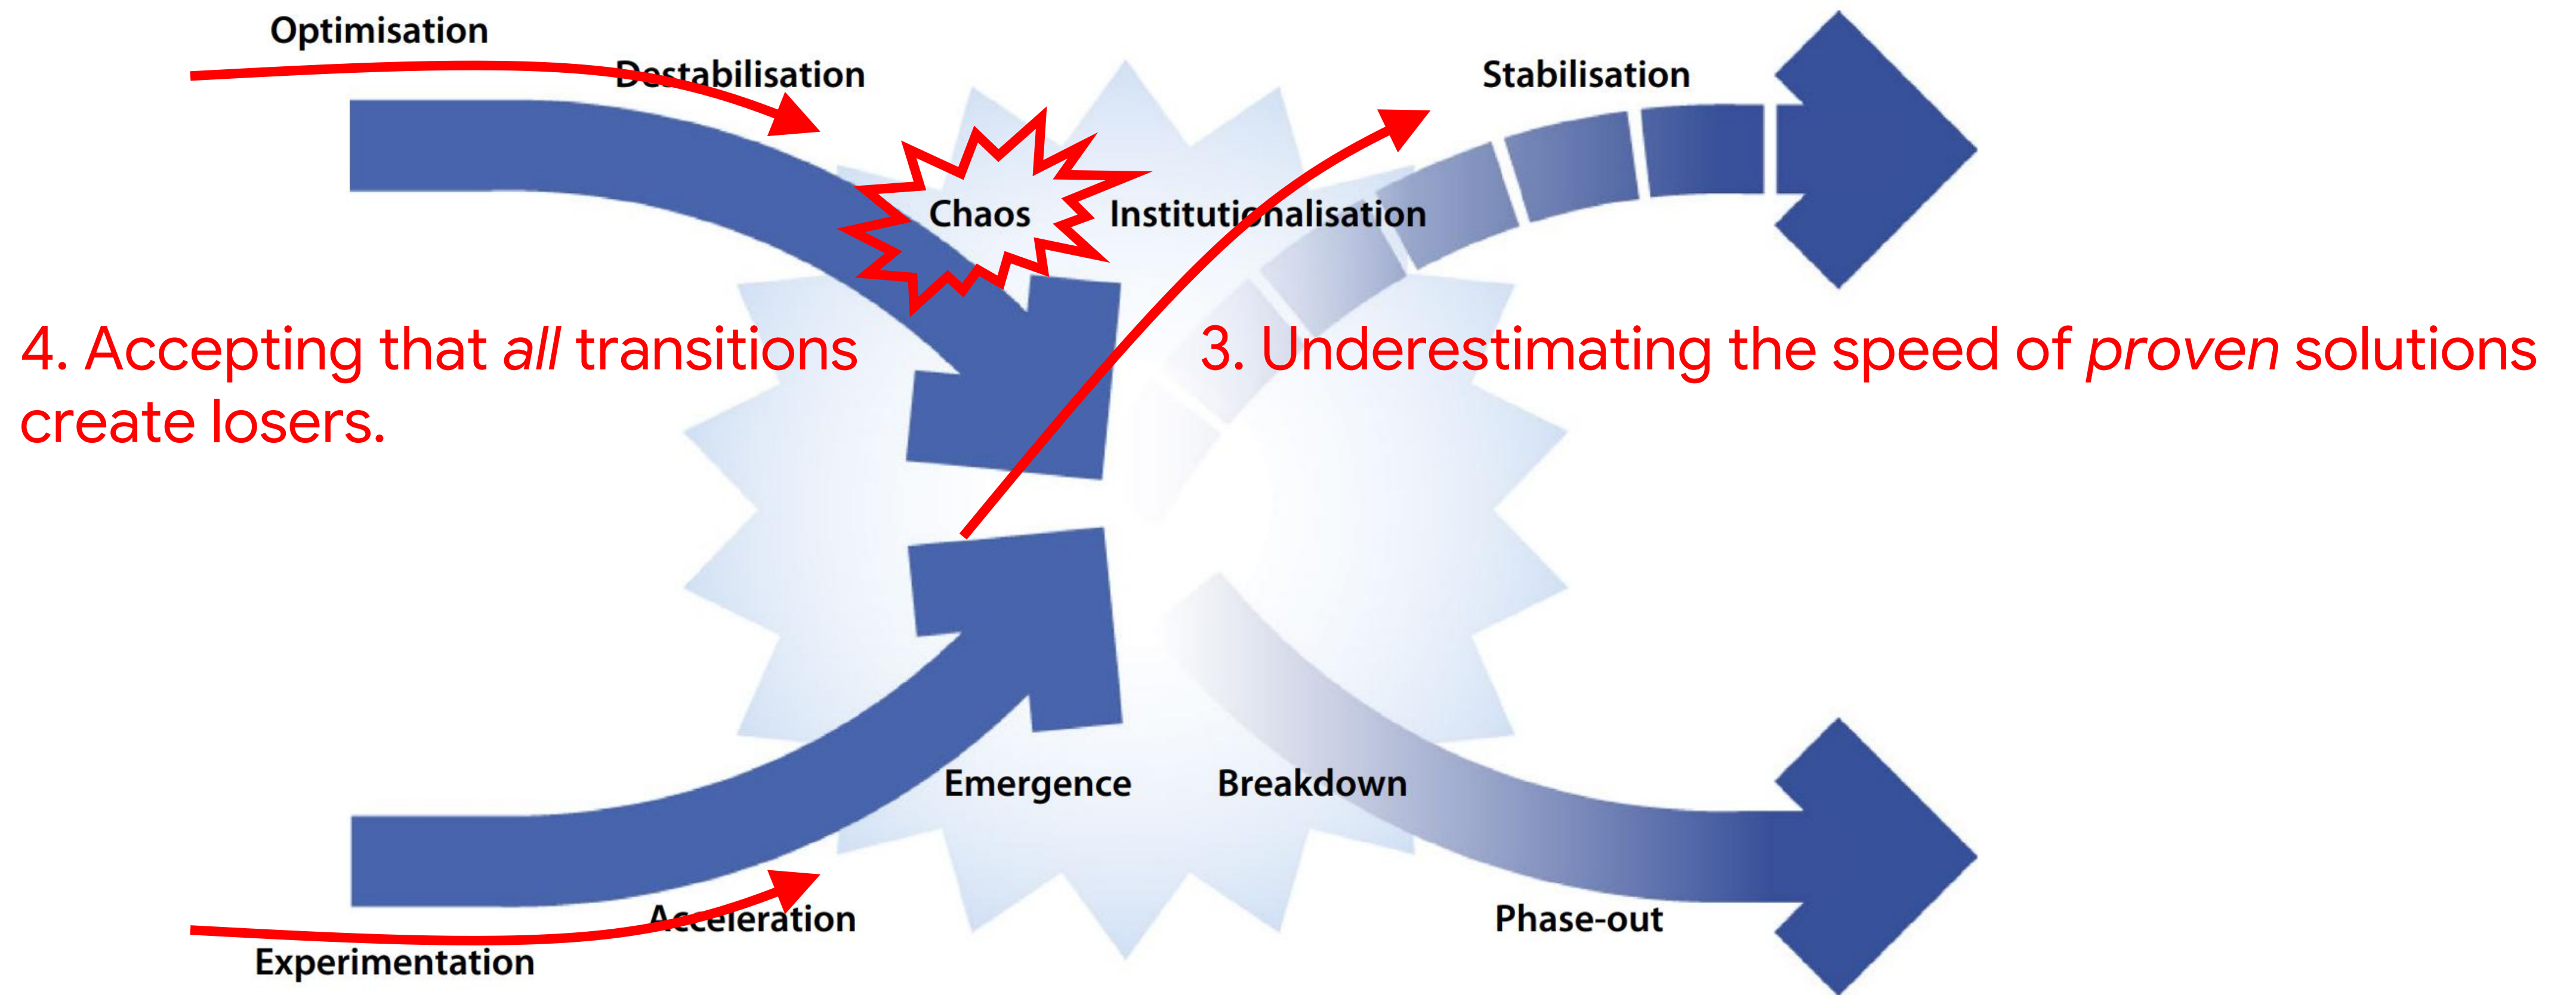 Optimisation
Destabilisation
Stabilisation
Chaos
Institutionalisation
4. Accepting that all transitions
create losers.
3. Underestimating the speed of proven solutions
Emergence
Breakdown
Acceleration
Phase-out
Experimentation